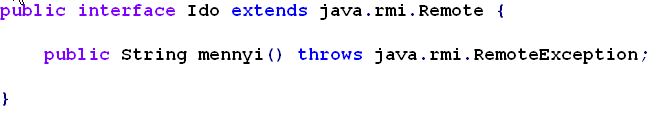 public interface Ido extends java.rmi.Remote {
    public String mennyi() throws java.rmi.RemoteException;
}